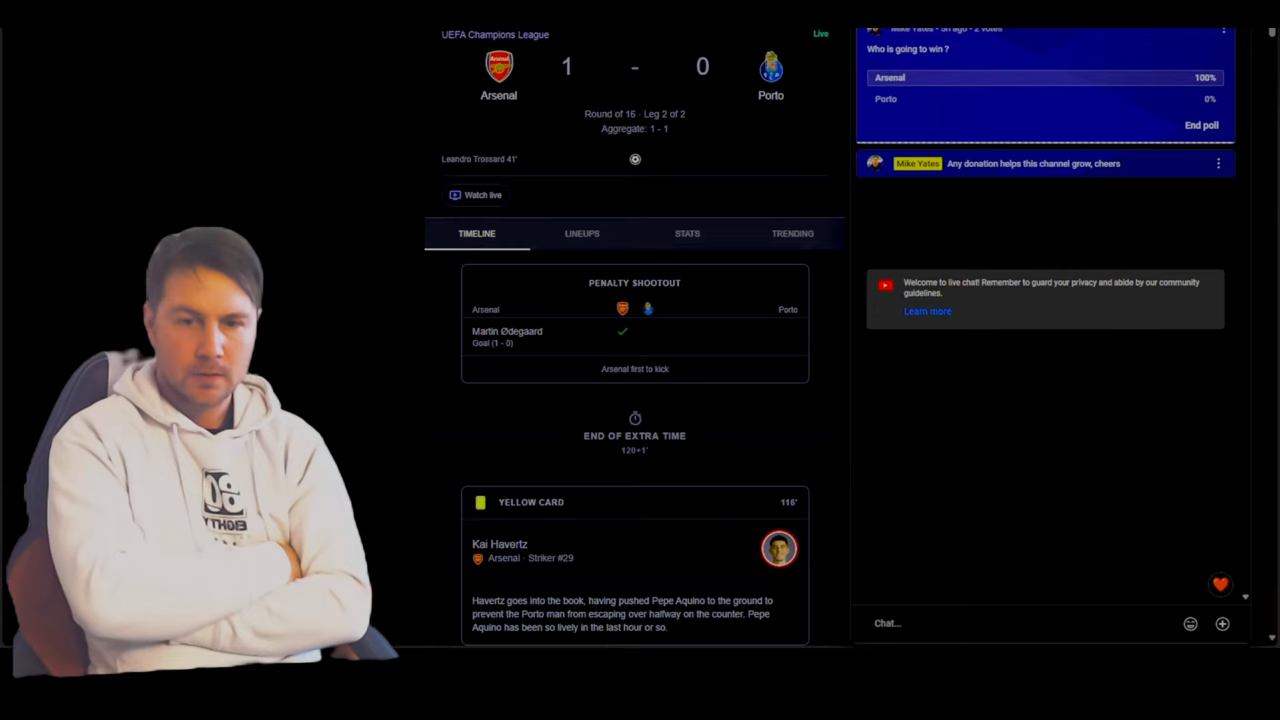 UEFA Champions League
Live
1 - 0
Arsenal
Porto
Round of 16 · Leg 2 of 2
Aggregate: 1 - 1
Leandro Trossard 41'
Watch live
TIMELINE LINEUPS STATS TRENDING
PENALTY SHOOTOUT
Arsenal Porto
Martin Ødegaard
Goal (1 - 0)
Arsenal first to kick
END OF EXTRA TIME
120+1'
YELLOW CARD 116'
Kai Havertz
Arsenal · Striker #29
Havertz goes into the book, having pushed Pepe Aquino to the ground to
prevent the Porto man from escaping over halfway on the counter. Pepe
Aquino has been so lively in the last hour or so.
Mike Yates • 5h ago • 2 votes
Who is going to win ?
Arsenal 100%
Porto 0%
End poll
Mike Yates Any donation helps this channel grow, cheers
Welcome to live chat! Remember to guard your privacy and abide by our community
guidelines.
Learn more
Chat...